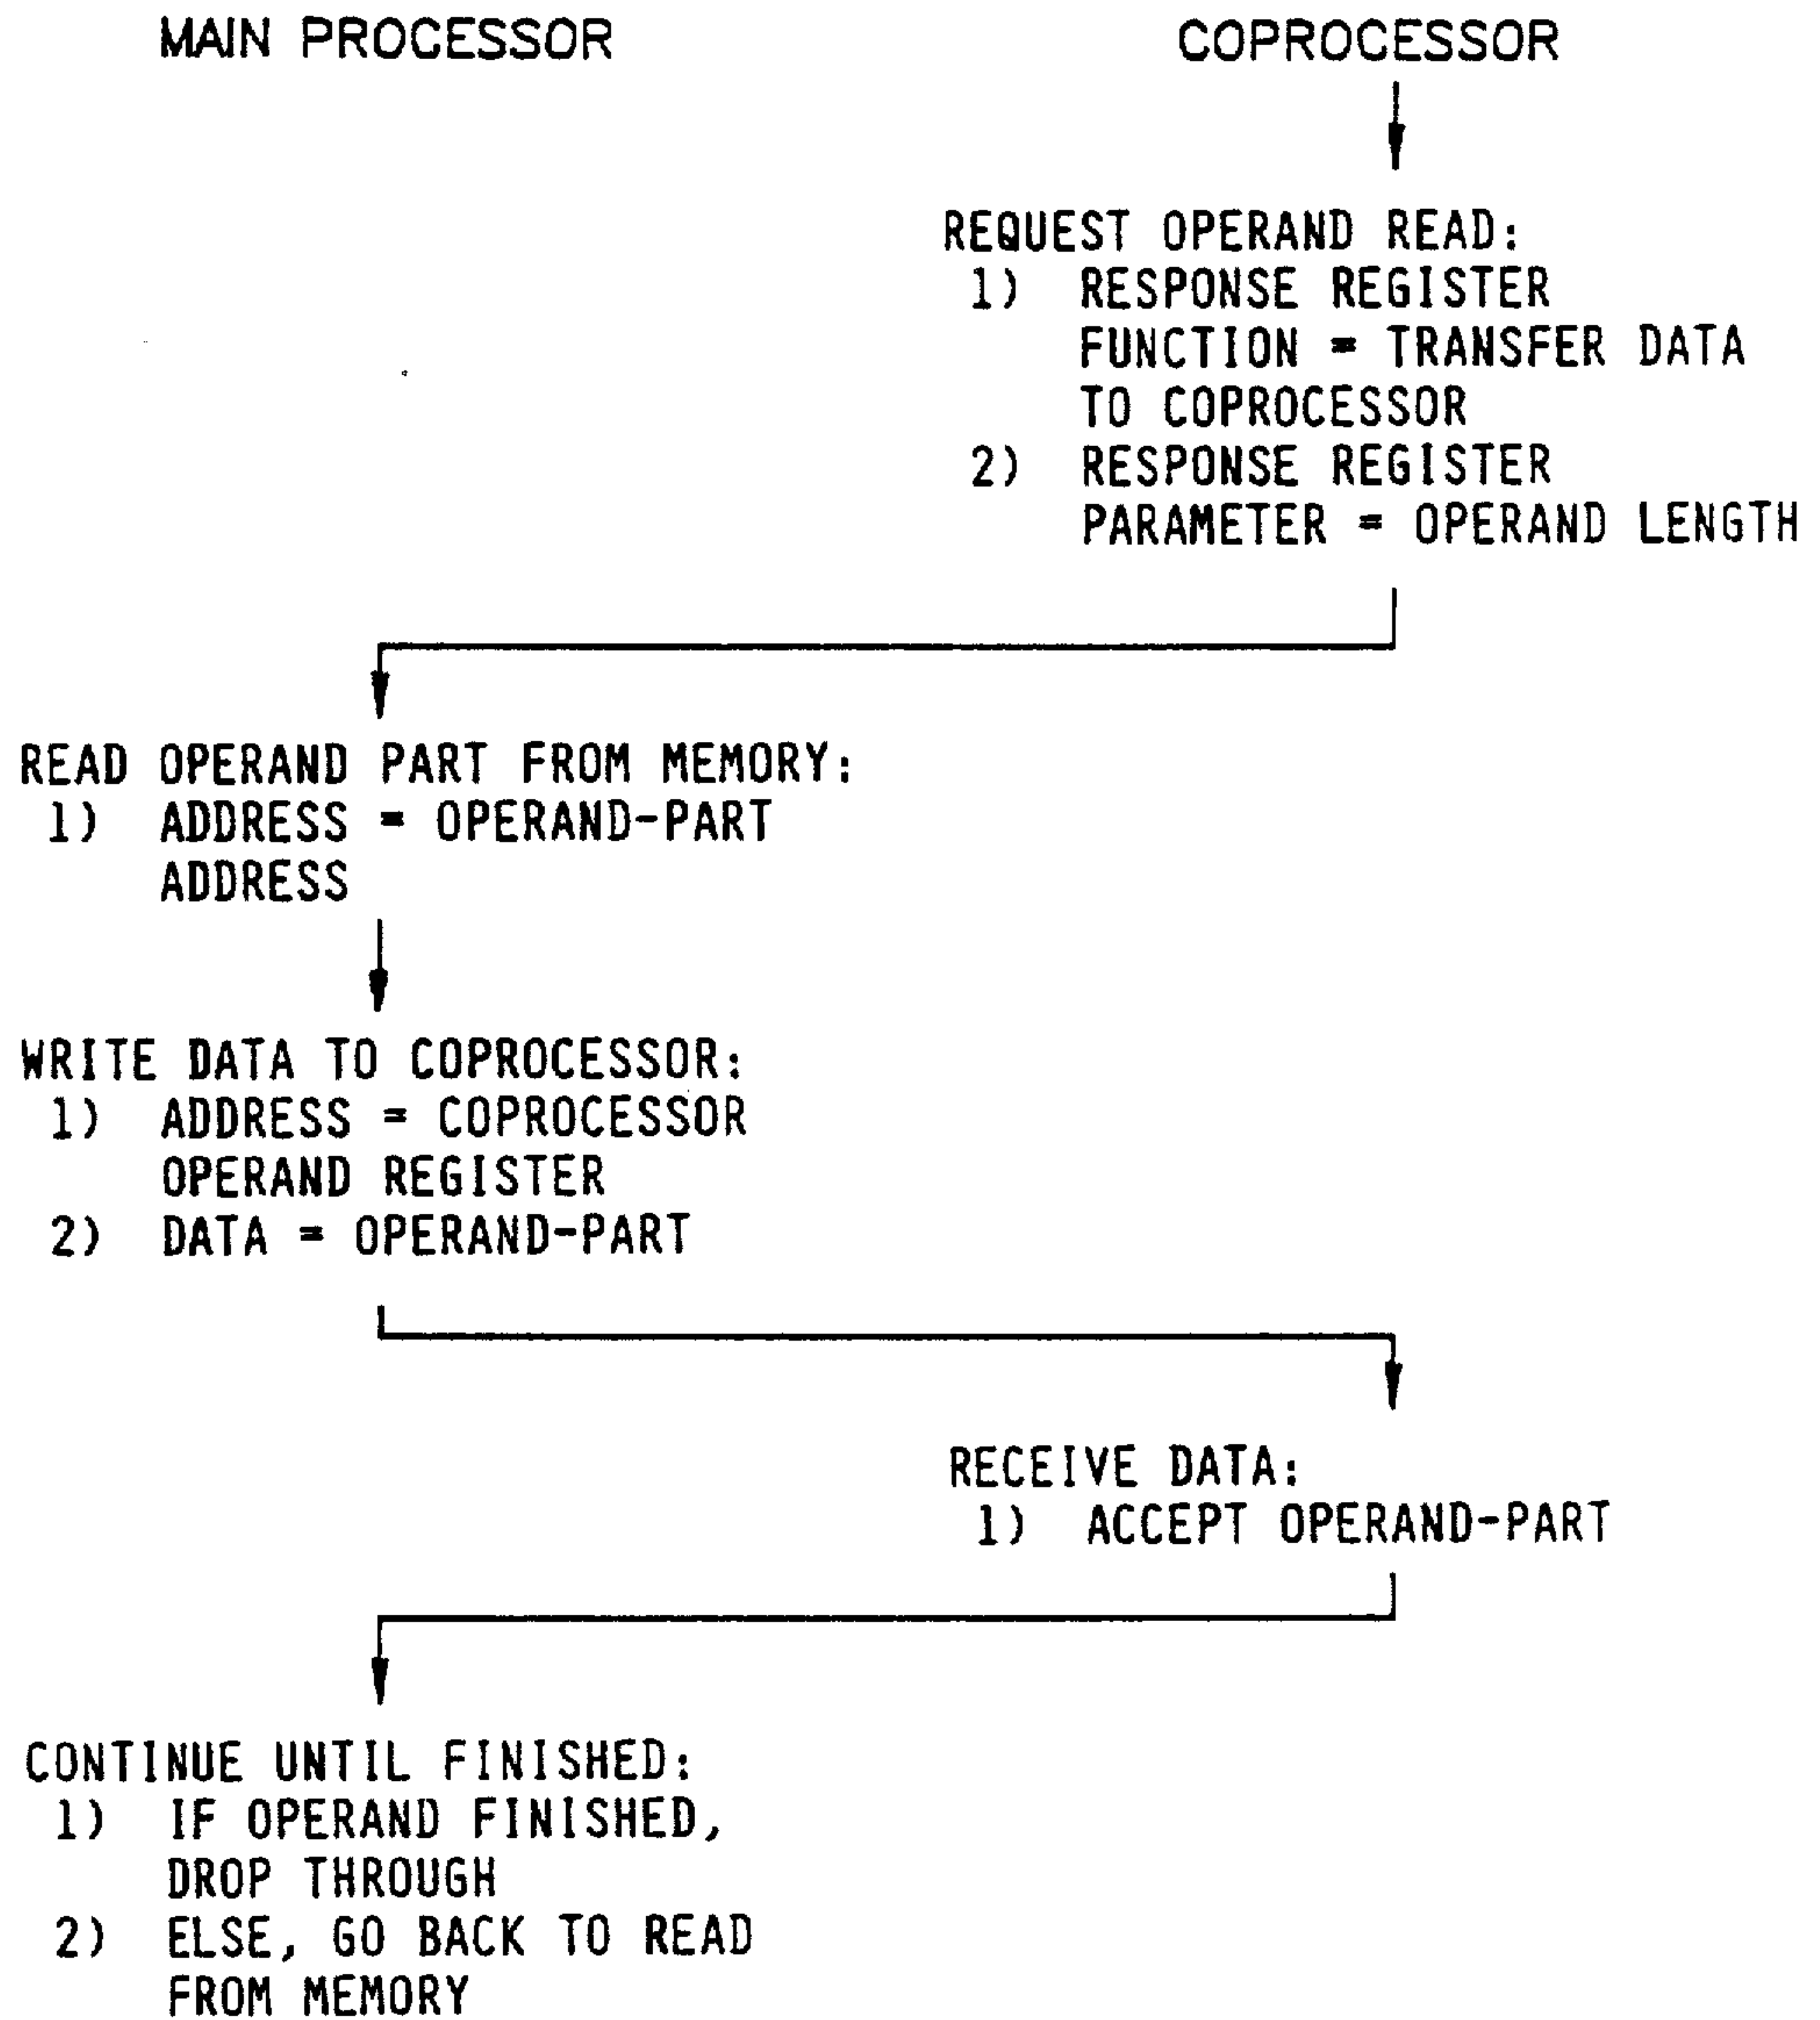 MAIN PROCESSOR
COPROCESSOR
REQUEST OPERAND READ:
1) RESPONSE REGISTER
FUNCTION = TRANSFER DATA
TO COPROCESSOR
2) RESPONSE REGISTER
PARAMETER = OPERAND LENGTH
READ OPERAND PART FROM MEMORY:
1) ADDRESS = OPERAND-PART
ADDRESS
WRITE DATA TO COPROCESSOR:
1) ADDRESS = COPROCESSOR
OPERAND REGISTER
2) DATA = OPERAND-PART
RECEIVE DATA:
1) ACCEPT OPERAND-PART
CONTINUE UNTIL FINISHED:
1) IF OPERAND FINISHED,
DROP THROUGH
2) ELSE, GO BACK TO READ
FROM MEMORY